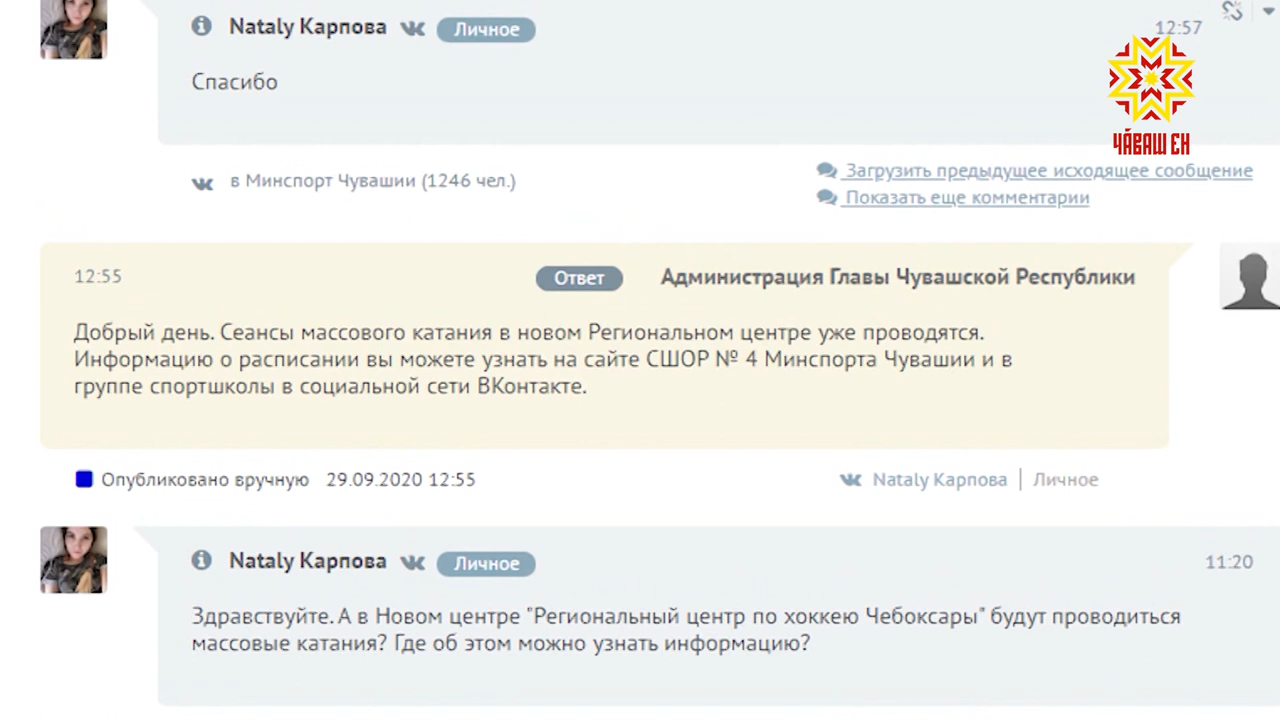 Nataly Карпова Личное 12:57
Спасибо
ЧӐВАШ ЕН
в Минспорт Чувашии (1246 чел.)
Загрузить предыдущее исходящее сообщение
Показать еще комментарии
12:55 Ответ Администрация Главы Чувашской Республики
Добрый день. Сеансы массового катания в новом Региональном центре уже проводятся.
Информацию о расписании вы можете узнать на сайте СШОР № 4 Минспорта Чувашии и в
группе спортшколы в социальной сети ВКонтакте.
Опубликовано вручную 29.09.2020 12:55 Nataly Карпова | Личное
Nataly Карпова Личное 11:20
Здравствуйте. А в Новом центре "Региональный центр по хоккею Чебоксары" будут проводиться
массовые катания? Где об этом можно узнать информацию?